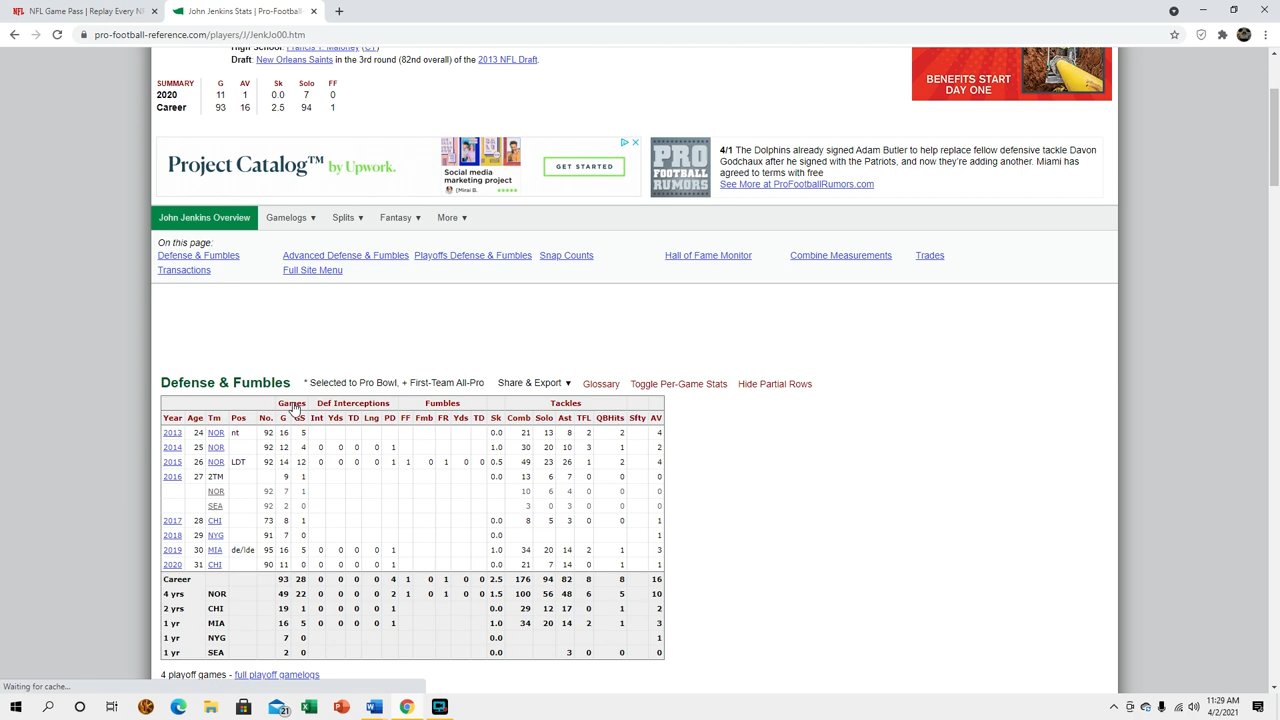 NFL Game Pass | Replay Every NF
John Jenkins Stats | Pro-Football
pro-football-reference.com/players/J/JenkJo00.htm
High School: Francis T. Maloney (CT)
Draft: New Orleans Saints in the 3rd round (82nd overall) of the 2013 NFL Draft.
SUMMARY G AV Sk Solo FF
2020 11 1 0.0 7 0
Career 93 16 2.5 94 1
BENEFITS START
DAY ONE
Project Catalog™ by Upwork.
Social media
marketing project
[Mirai B.
GET STARTED
PRO
FOOTBALL
RUMORS
4/1 The Dolphins already signed Adam Butler to help replace fellow defensive tackle Davon
Godchaux after he signed with the Patriots, and now they're adding another. Miami has
agreed to terms with free
See More at ProFootballRumors.com
John Jenkins Overview Gamelogs ▼ Splits ▼ Fantasy ▼ More ▼
On this page:
Defense & Fumbles Advanced Defense & Fumbles Playoffs Defense & Fumbles Snap Counts Hall of Fame Monitor Combine Measurements Trades
Transactions Full Site Menu
Defense & Fumbles * Selected to Pro Bowl, + First-Team All-Pro Share & Export ▼ Glossary Toggle Per-Game Stats Hide Partial Rows
Games Def Interceptions Fumbles Tackles
Year Age Tm Pos No. G GS Int Yds TD Lng PD FF Fmb FR Yds TD Sk Comb Solo Ast TFL QBHits Sfty AV
2013 24 NOR nt 92 16 5 0.0 21 13 8 2 2 4
2014 25 NOR 92 12 4 0 0 0 0 1 1.0 30 20 10 3 1 2
2015 26 NOR LDT 92 14 12 0 0 0 0 1 1 0 1 0 0 0.5 49 23 26 1 2 4
2016 27 2TM 9 1 0.0 13 6 7 0 0 0
NOR 92 7 1 10 6 4 0 0 0
SEA 92 2 0 3 0 3 0 0 0
2017 28 CHI 73 8 1 0.0 8 5 3 0 0 1
2018 29 NYG 91 7 0 0.0 1
2019 30 MIA de/lde 95 16 5 0 0 0 0 1 1.0 34 20 14 2 1 3
2020 31 CHI 90 11 0 0 0 0 0 1 0.0 21 7 14 0 1 1
Career 93 28 0 0 0 0 4 1 0 1 0 0 2.5 176 94 82 8 8 16
4 yrs NOR 49 22 0 0 0 0 2 1 0 1 0 0 1.5 100 56 48 6 5 10
2 yrs CHI 19 1 0 0 0 0 1 0.0 29 12 17 0 1 2
1 yr MIA 16 5 0 0 0 0 1 1.0 34 20 14 2 1 3
1 yr NYG 7 0 0.0 1
1 yr SEA 2 0 0.0 3 0 0 0
4 playoff games - full playoff gamelogs
Waiting for cache...
21
11:29 AM
4/2/2021